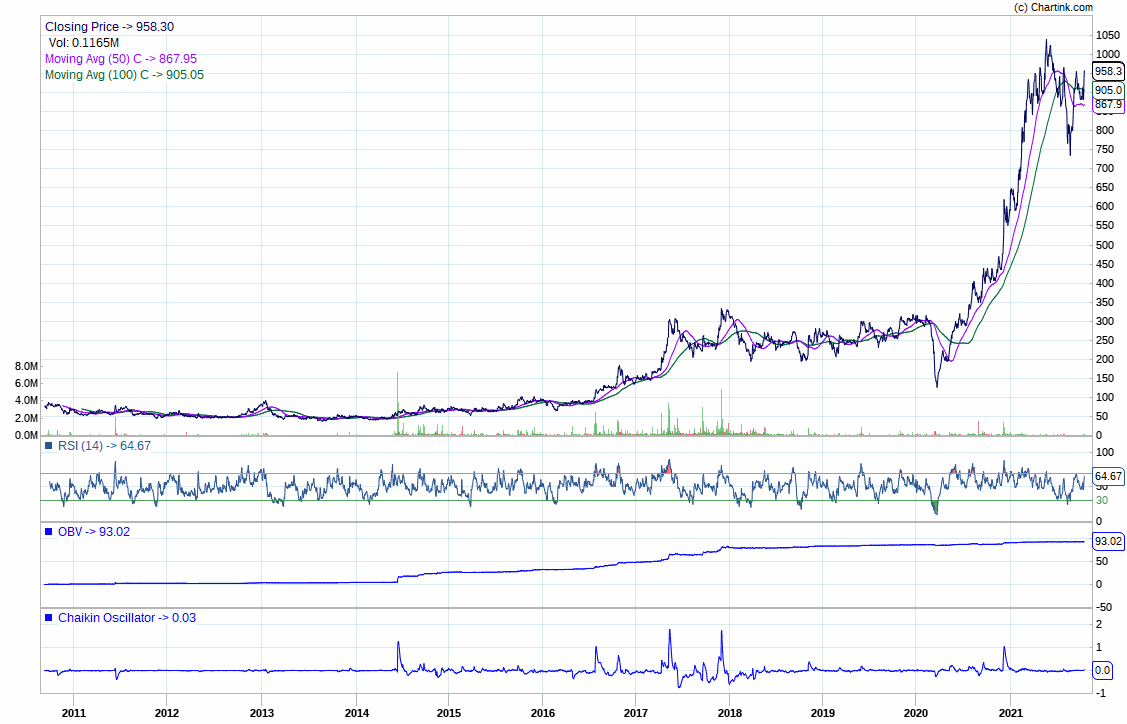 (c) Chartink.com
Closing Price -> 958.30
Vol: 0.1165M
Moving Avg (50) C -> 867.95
Moving Avg (100) C -> 905.05
1050
1000
958.3
905.0
867.9
800
750
700
650
600
550
500
450
400
350
300
250
200
150
100
50
0
8.0M
6.0M
4.0M
2.0M
0.0M
RSI (14) -> 64.67
100
64.67
50
30
0
OBV -> 93.02
93.02
50
0
-50
Chaikin Oscillator -> 0.03
2
1
0.0
-1
2011 2012 2013 2014 2015 2016 2017 2018 2019 2020 2021